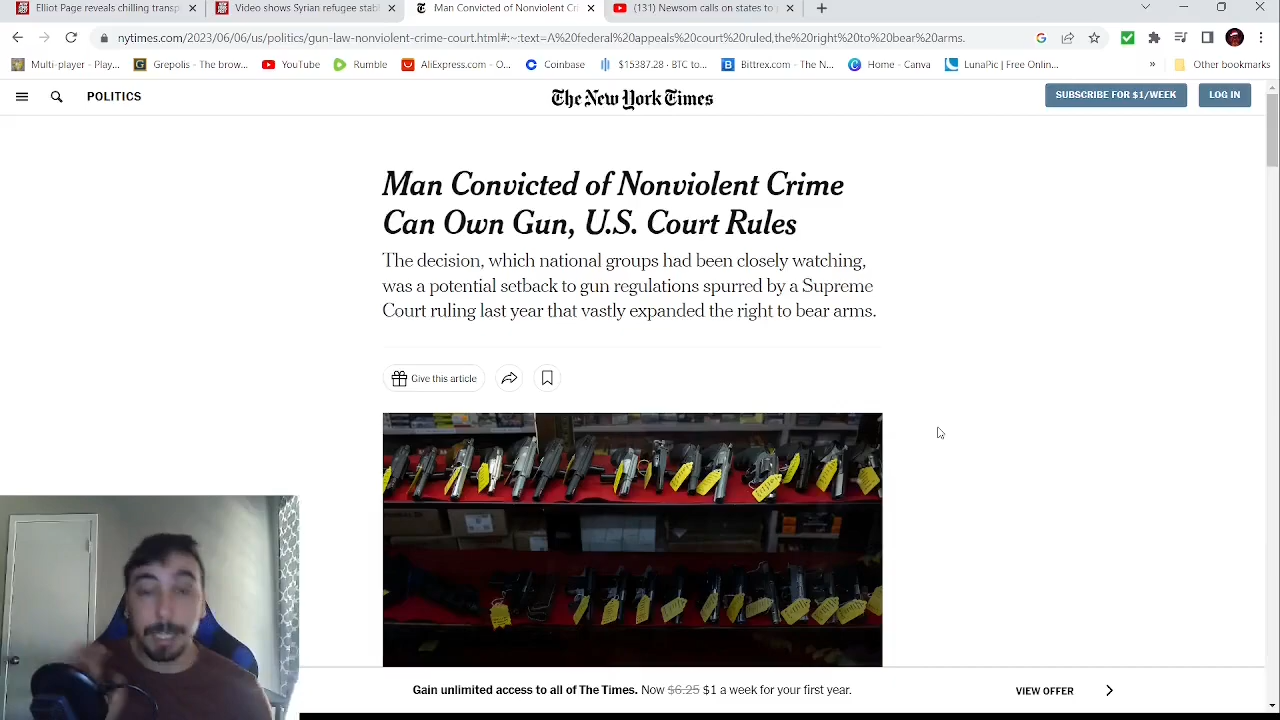 Elliot Page reveals chilling transp
Video shows Syrian refugee stabl
Man Convicted of Nonviolent Cri
(131) Newsom calls on states to p
nytimes.com/2023/06/06/us/politics/gun-law-nonviolent-crime-court.html#:~:text=A%20federal%20appeals%20court%20ruled,the%20right%20to%20bear%20arms.
Multi-player - Play...
Grepolis - The brow...
YouTube
Rumble
AliExpress.com - O...
Coinbase
$15387.28 - BTC to...
Bittrex.com - The N...
Home - Canva
LunaPic | Free Onlin...
»
Other bookmarks
POLITICS
The New York Times
SUBSCRIBE FOR $1/WEEK
LOG IN
Man Convicted of Nonviolent Crime
Can Own Gun, U.S. Court Rules
The decision, which national groups had been closely watching,
was a potential setback to gun regulations spurred by a Supreme
Court ruling last year that vastly expanded the right to bear arms.
Give this article
Gain unlimited access to all of The Times. Now $6.25 $1 a week for your first year.
VIEW OFFER